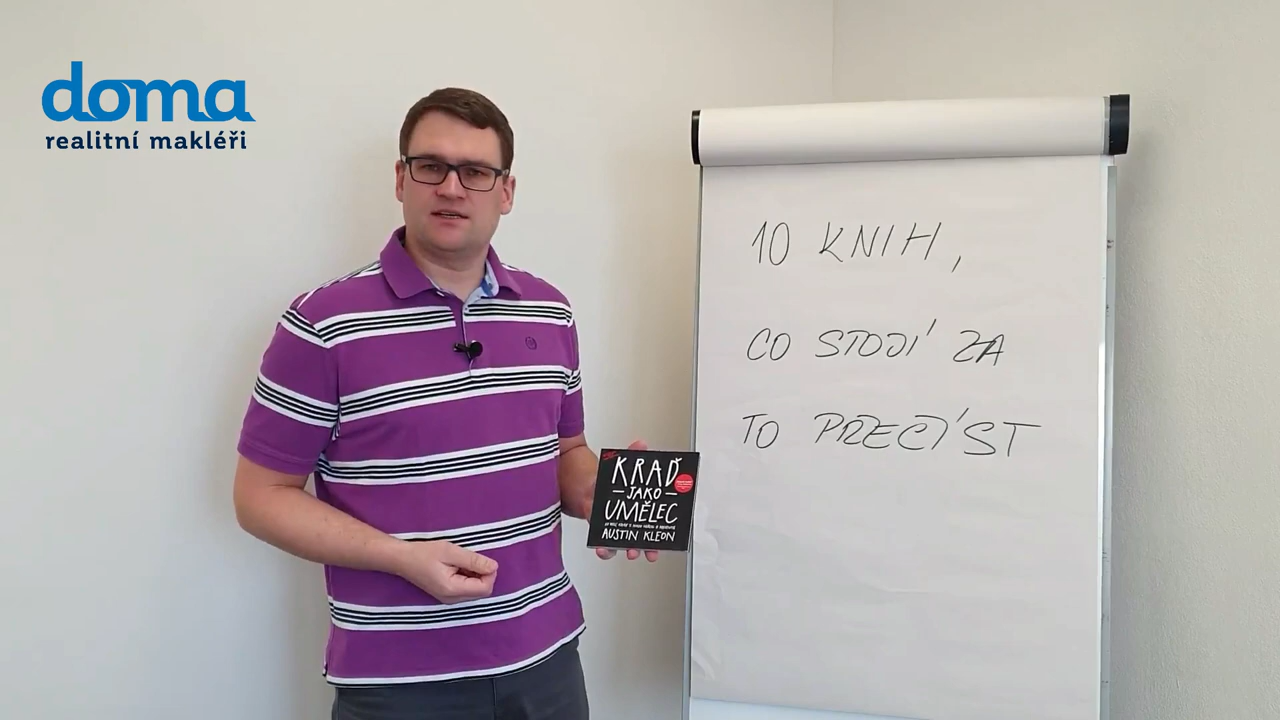 doma
realitní makléři
10 KNIH,
CO STOJÍ ZA
TO PŘEČÍST
KRAĎ
JAKO
UMĚLEC
AUSTIN KLEON